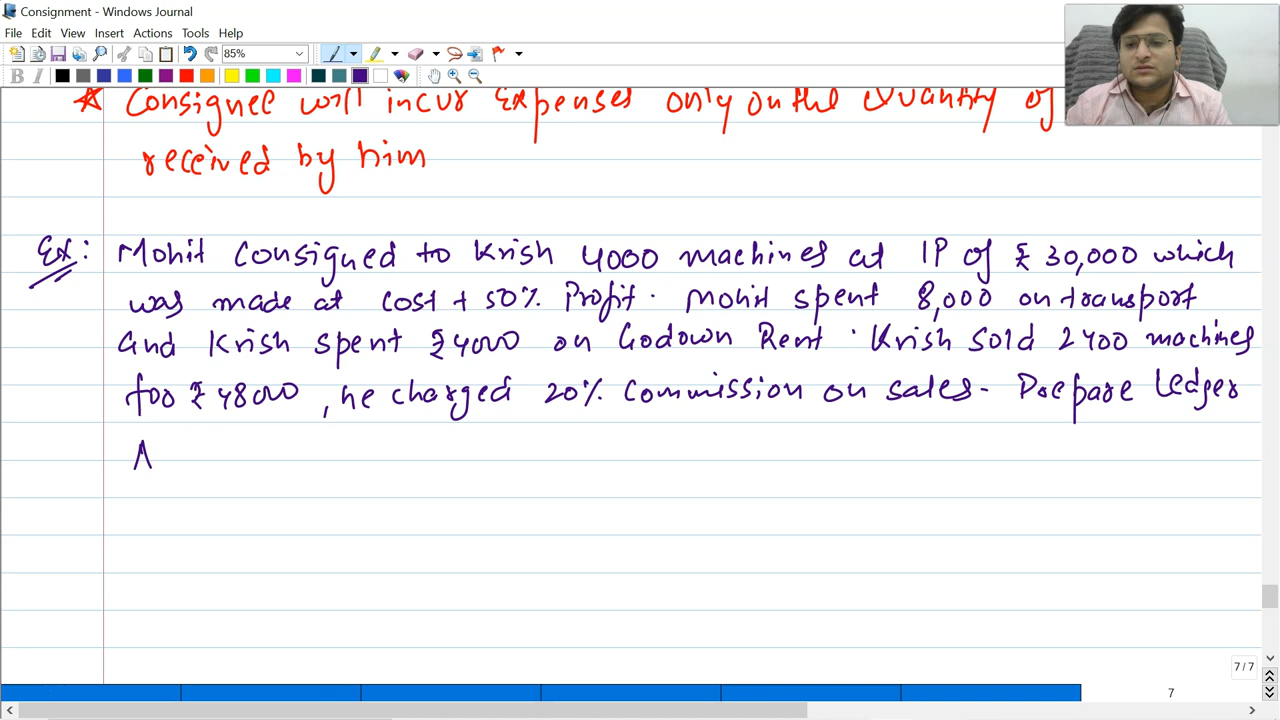 Consignment - Windows Journal
File Edit View Insert Actions Tools Help
85%
B I
* Consignee will incur Expenses only on the Quantity of
received by him
Ex: Mohit Consigned to Krish 4000 machines at IP of ₹ 30,000 which
was made at cost + 50% Profit. Mohit spent 8,000 on transport
and Krish spent ₹4000 on Godown Rent. Krish sold 2400 machines
for ₹ 48000, he charged 20% Commission on sales- Prepare Ledger
7 / 7
7